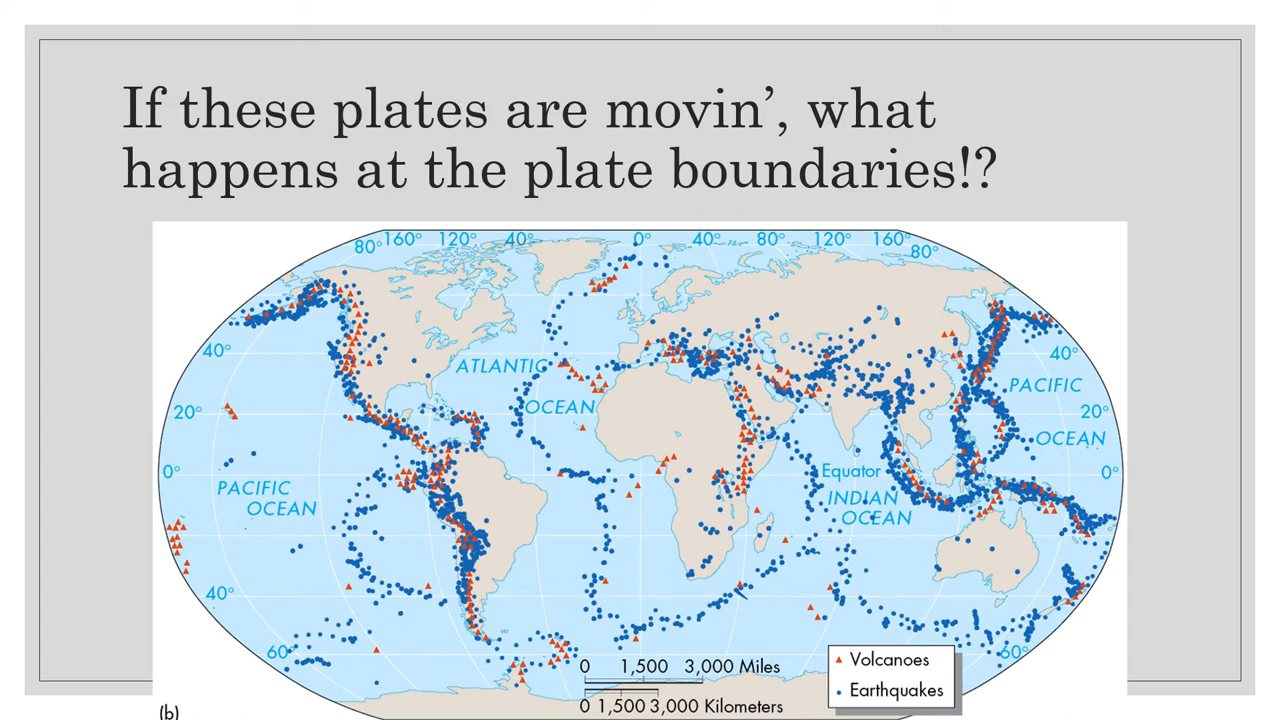 If these plates are movin’, what
happens at the plate boundaries!?
80° 160° 120° 40° 0° 40° 80° 120° 160° 80°
40° 40°
ATLANTIC
OCEAN
PACIFIC
OCEAN
20° 20°
0° 0°
Equator
PACIFIC
OCEAN
INDIAN
OCEAN
40°
60° 60°
0 1,500 3,000 Miles
0 1,500 3,000 Kilometers
Volcanoes
Earthquakes
(b)